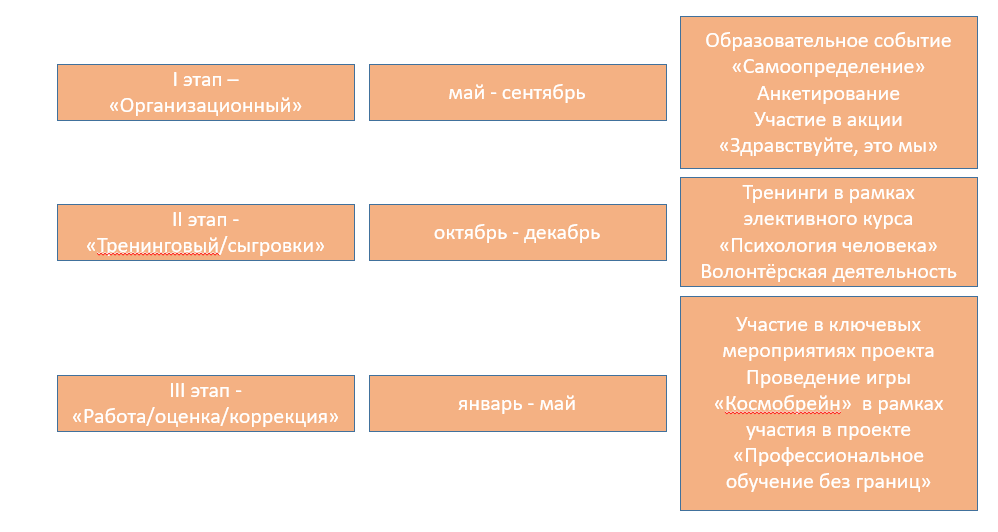 I этап –
«Организационный»
май - сентябрь
Образовательное событие
«Самоопределение»
Анкетирование
Участие в акции
«Здравствуйте, это мы»
II этап -
«Тренинговый/сыгровки»
октябрь - декабрь
Тренинги в рамках
элективного курса
«Психология человека»
Волонтёрская деятельность
III этап -
«Работа/оценка/коррекция»
январь - май
Участие в ключевых
мероприятиях проекта
Проведение игры
«Космобрейн» в рамках
участия в проекте
«Профессиональное
обучение без границ»